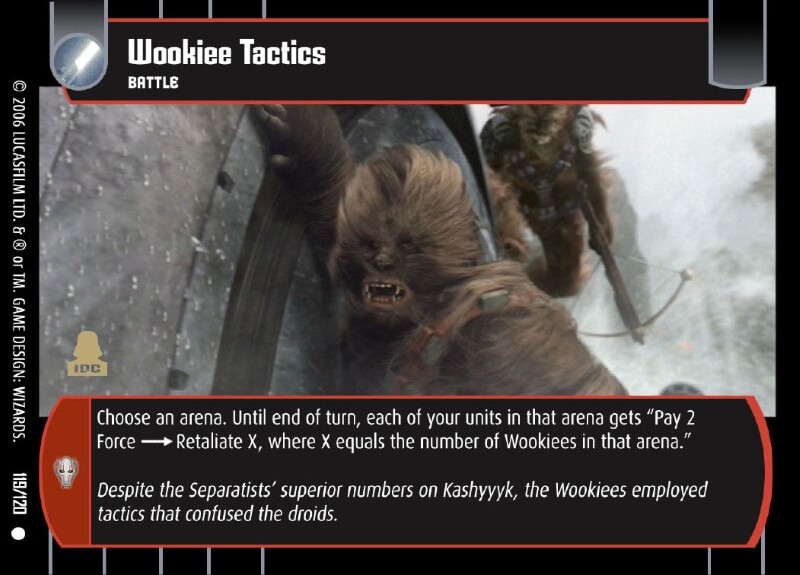 Wookiee Tactics
BATTLE
© 2006 LUCASFILM LTD. & ® or TM. GAME DESIGN: WIZARDS.
119/120
IDC
Choose an arena. Until end of turn, each of your units in that arena gets “Pay 2
Force ⟶ Retaliate X, where X equals the number of Wookiees in that arena.”
Despite the Separatists’ superior numbers on Kashyyyk, the Wookiees employed
tactics that confused the droids.